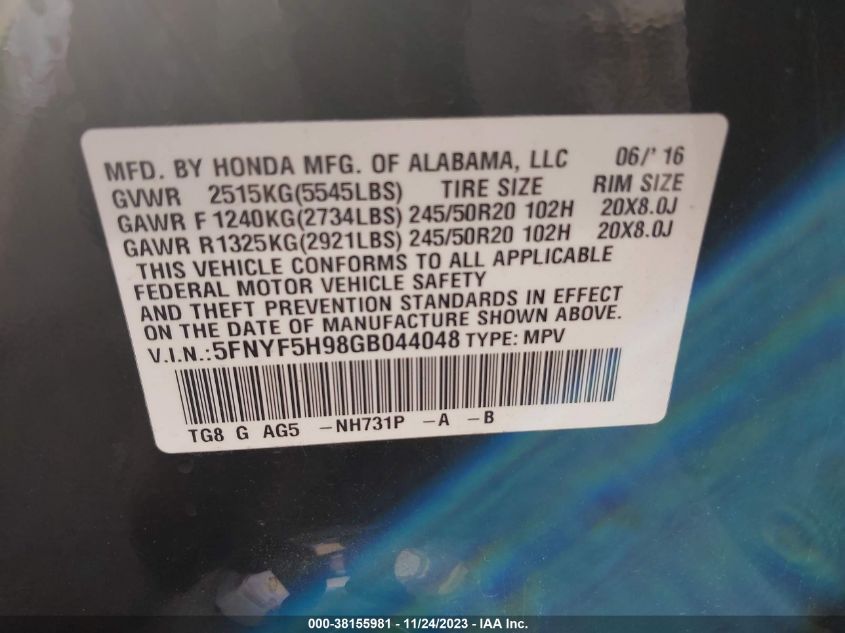 MFD. BY HONDA MFG. OF ALABAMA, LLC 06/' 16
GVWR 2515KG(5545LBS) TIRE SIZE RIM SIZE
GAWR F 1240KG(2734LBS) 245/50R20 102H 20X8.0J
GAWR R1325KG(2921LBS) 245/50R20 102H 20X8.0J
THIS VEHICLE CONFORMS TO ALL APPLICABLE
FEDERAL MOTOR VEHICLE SAFETY
AND THEFT PREVENTION STANDARDS IN EFFECT
ON THE DATE OF MANUFACTURE SHOWN ABOVE.
V.I.N.:5FNYF5H98GB044048 TYPE: MPV
TG8 G AG5 -NH731P -A -B
000-38155981 - 11/24/2023 - IAA Inc.